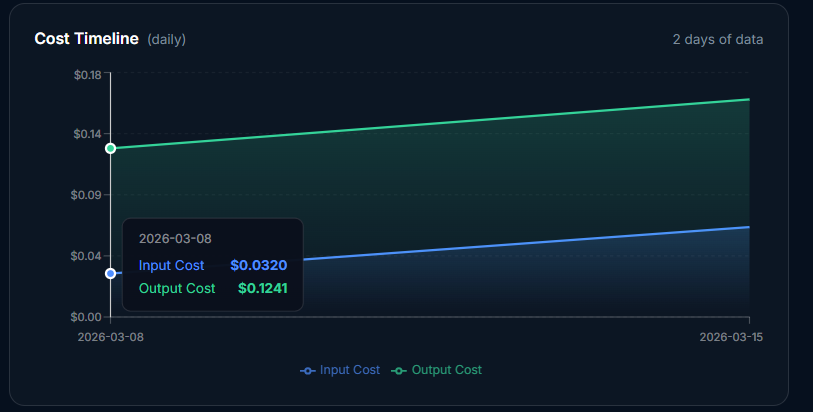 Cost Timeline (daily) 2 days of data
$0.18
$0.14
$0.09
$0.04
$0.00
2026-03-08
Input Cost $0.0320
Output Cost $0.1241
2026-03-08 2026-03-15
Input Cost Output Cost